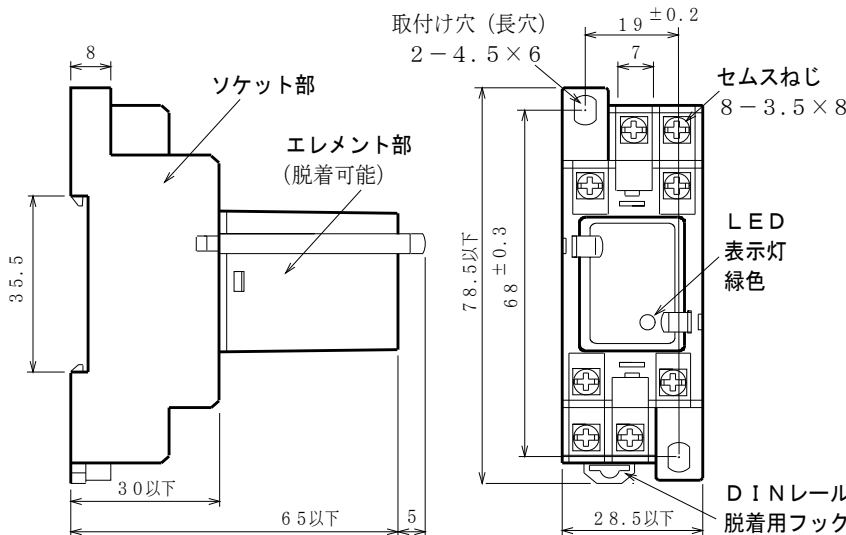 取付け穴（長穴）
2－4.5×6
19±0.2
7
8
ソケット部
セムスねじ
8－3.5×8
エレメント部
(脱着可能)
35.5
78.5以下
68±0.3
ＬＥＤ
表示灯
緑色
30以下
65以下
5
28.5以下
ＤＩＮレール
脱着用フック